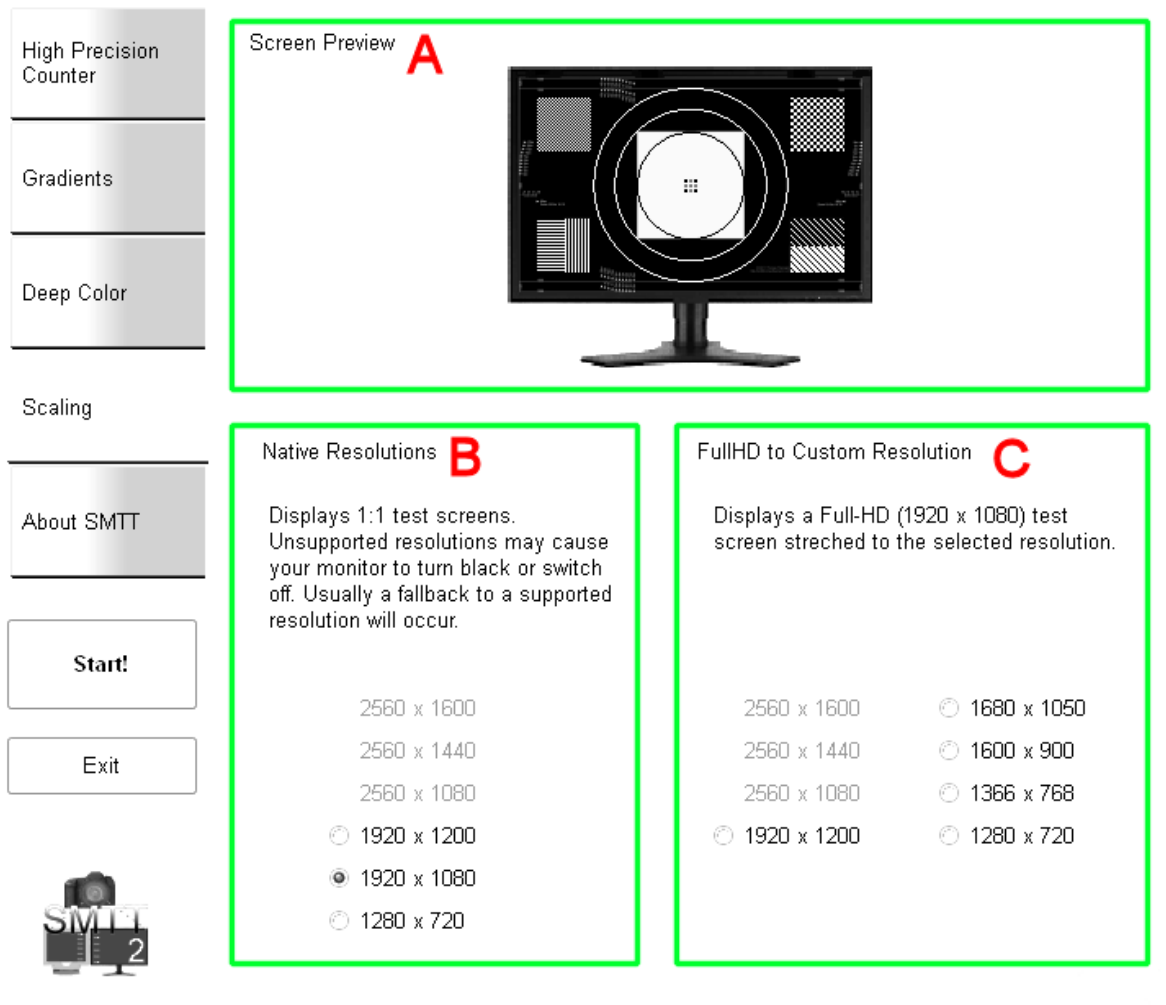 High Precision
Counter
Gradients
Deep Color
Scaling
About SMTT
Start!
Exit
SMTT
2
Screen Preview
A
Native Resolutions
B
Displays 1:1 test screens.
Unsupported resolutions may cause
your monitor to turn black or switch
off. Usually a fallback to a supported
resolution will occur.
2560 x 1600
2560 x 1440
2560 x 1080
1920 x 1200
1920 x 1080
1280 x 720
FullHD to Custom Resolution
C
Displays a Full-HD (1920 x 1080) test
screen streched to the selected resolution.
2560 x 1600
2560 x 1440
2560 x 1080
1920 x 1200
1680 x 1050
1600 x 900
1366 x 768
1280 x 720